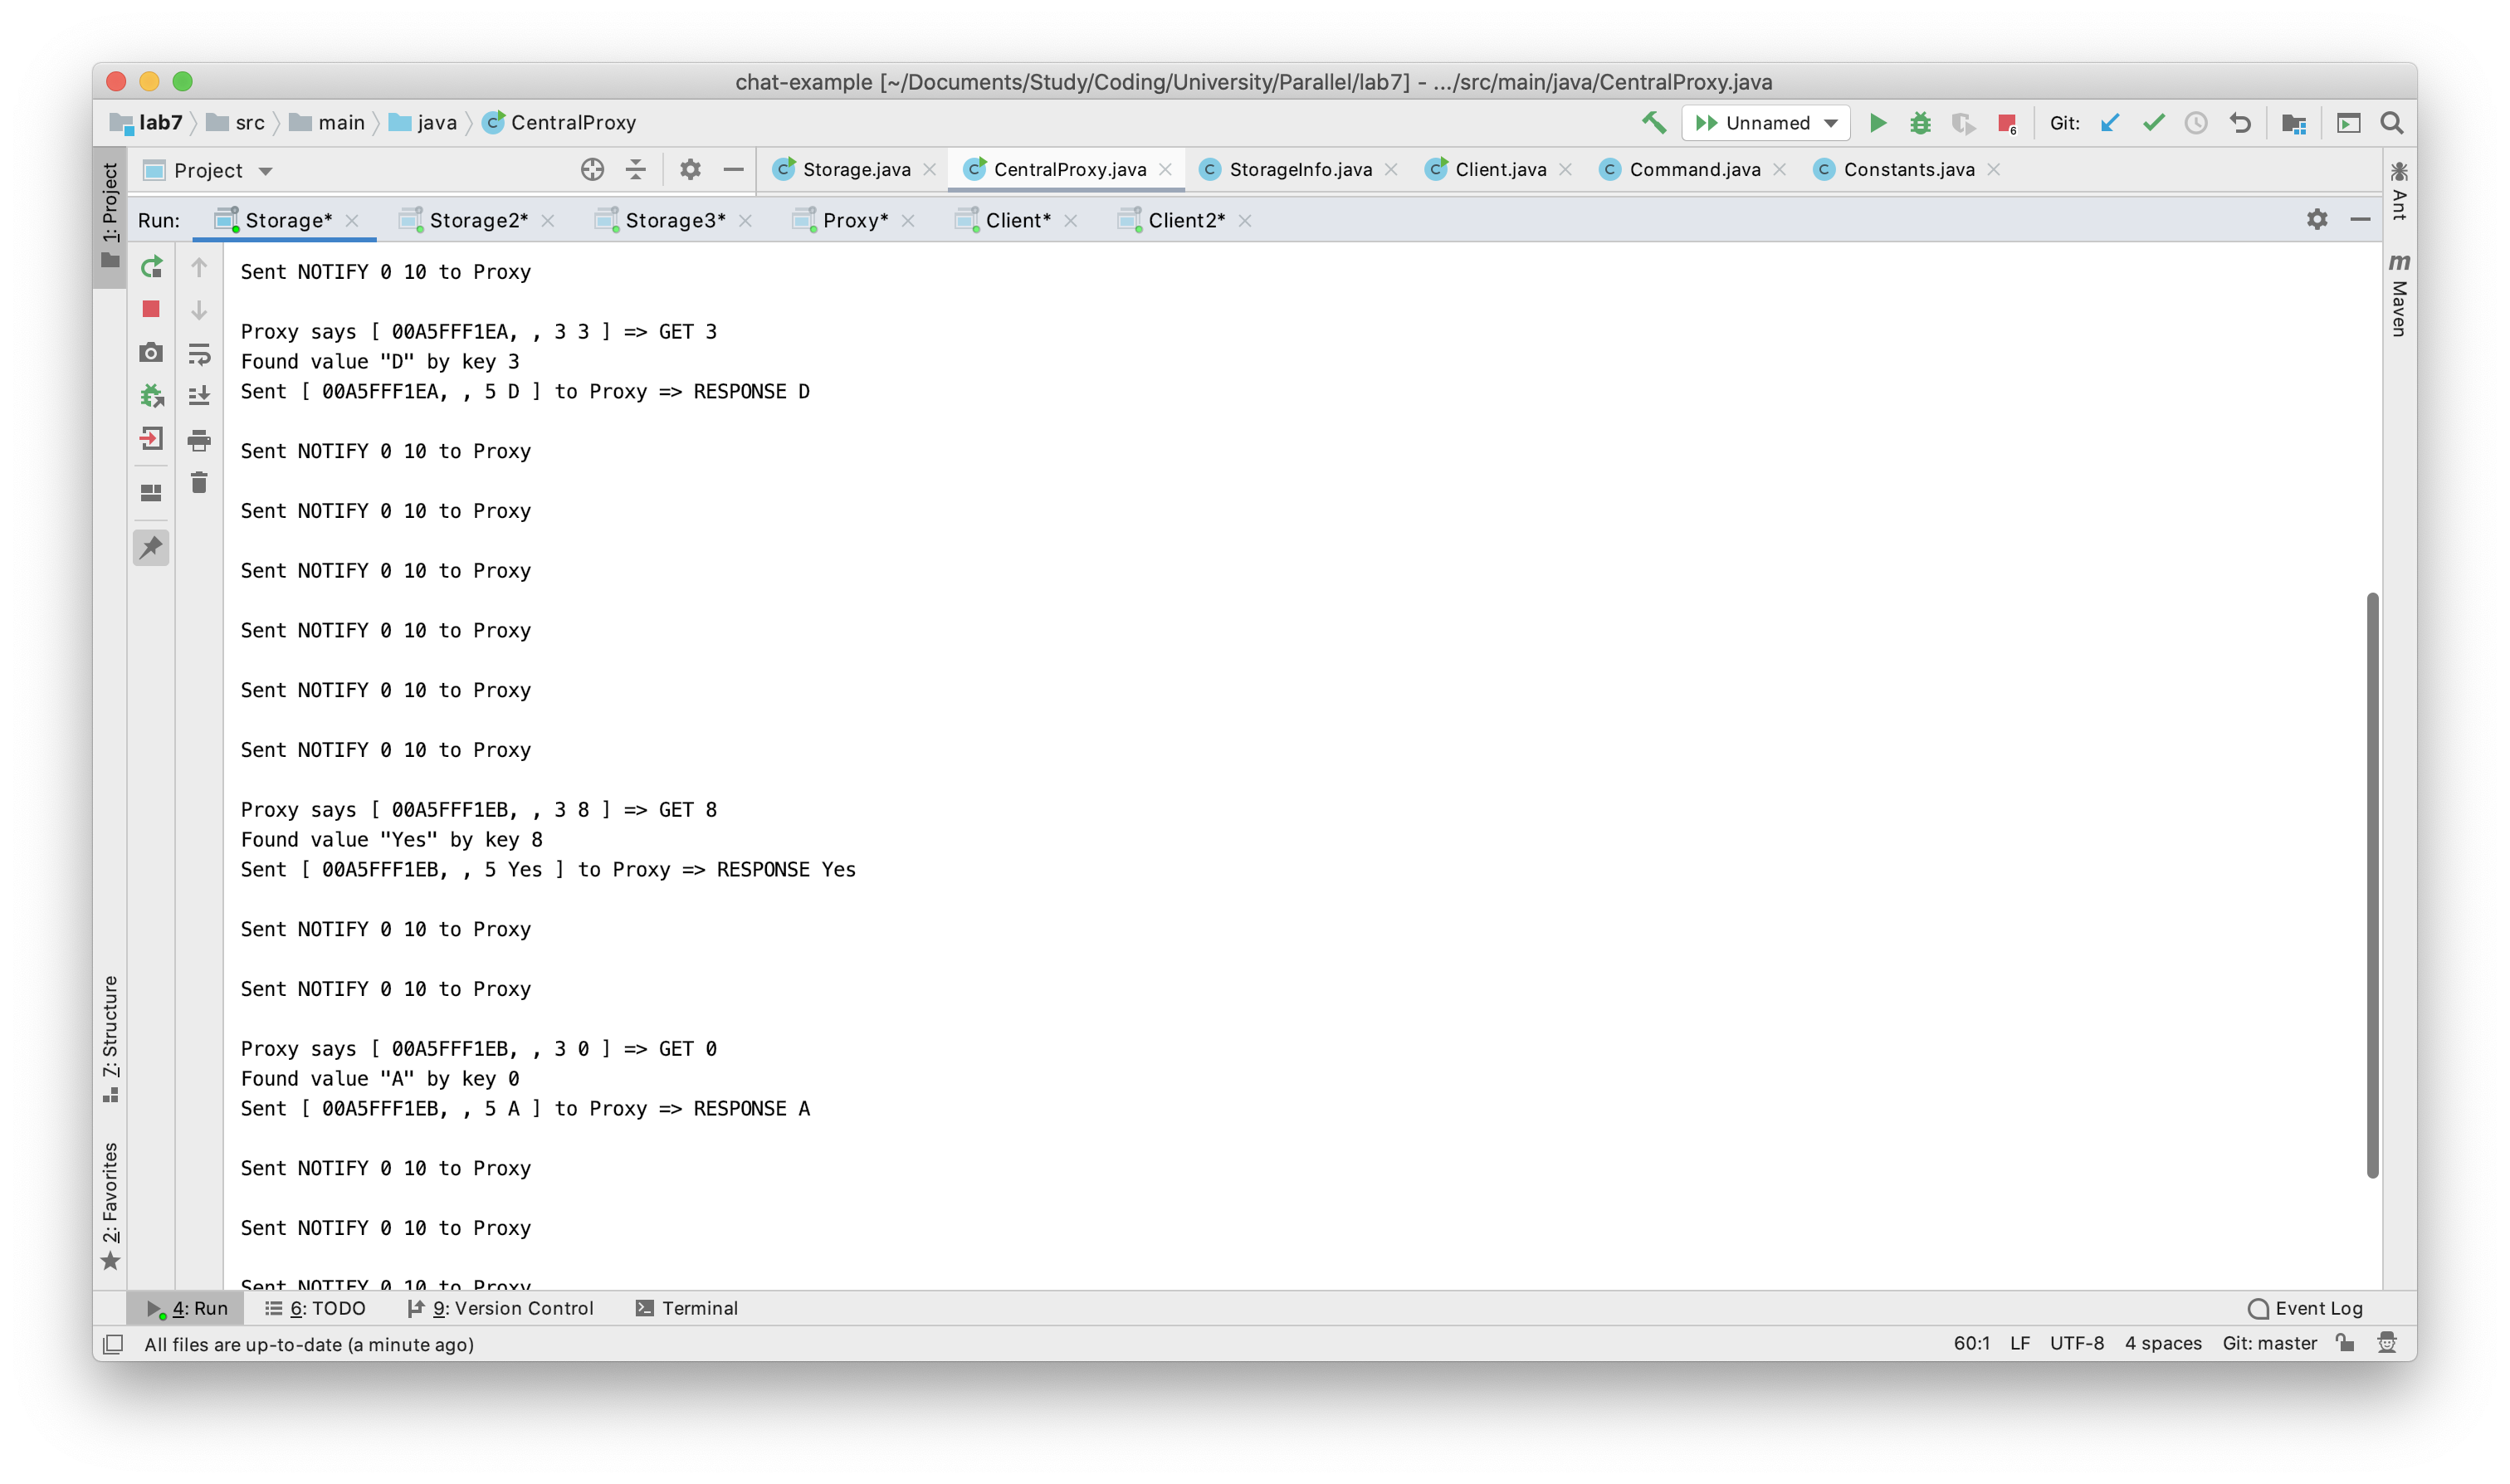 chat-example [~/Documents/Study/Coding/University/Parallel/lab7] - .../src/main/java/CentralProxy.java
lab7 src main java CentralProxy Unnamed 6 Git:
Project Storage.java CentralProxy.java StorageInfo.java Client.java Command.java Constants.java
Run: Storage* Storage2* Storage3* Proxy* Client* Client2*
1: Project
7: Structure
2: Favorites
Ant
Maven
Sent NOTIFY 0 10 to Proxy
Proxy says [ 00A5FFF1EA, , 3 3 ] => GET 3
Found value "D" by key 3
Sent [ 00A5FFF1EA, , 5 D ] to Proxy => RESPONSE D
Sent NOTIFY 0 10 to Proxy
Sent NOTIFY 0 10 to Proxy
Sent NOTIFY 0 10 to Proxy
Sent NOTIFY 0 10 to Proxy
Sent NOTIFY 0 10 to Proxy
Sent NOTIFY 0 10 to Proxy
Proxy says [ 00A5FFF1EB, , 3 8 ] => GET 8
Found value "Yes" by key 8
Sent [ 00A5FFF1EB, , 5 Yes ] to Proxy => RESPONSE Yes
Sent NOTIFY 0 10 to Proxy
Sent NOTIFY 0 10 to Proxy
Proxy says [ 00A5FFF1EB, , 3 0 ] => GET 0
Found value "A" by key 0
Sent [ 00A5FFF1EB, , 5 A ] to Proxy => RESPONSE A
Sent NOTIFY 0 10 to Proxy
Sent NOTIFY 0 10 to Proxy
Sent NOTIFY 0 10 to Proxy
4: Run 6: TODO 9: Version Control Terminal Event Log
All files are up-to-date (a minute ago) 60:1 LF UTF-8 4 spaces Git: master